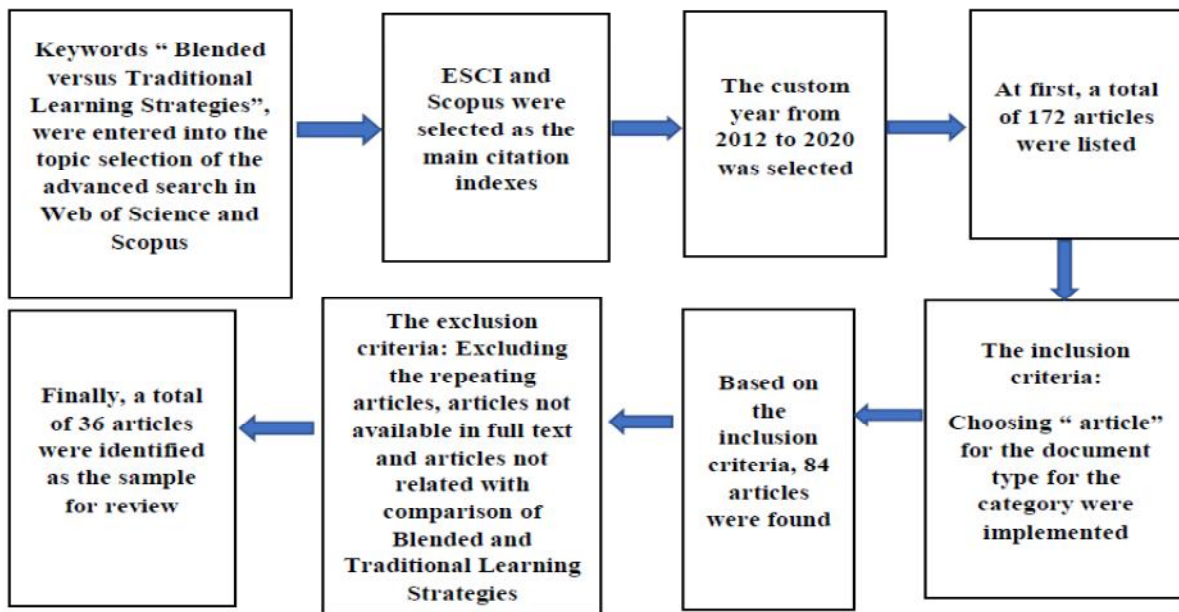 Keywords “ Blended
versus Traditional
Learning Strategies”,
were entered into the
topic selection of the
advanced search in
Web of Science and
Scopus
ESCI and
Scopus were
selected as the
main citation
indexes
The custom
year from
2012 to 2020
was selected
At first, a total
of 172 articles
were listed
The inclusion
criteria:
Choosing “ article”
for the document
type for the
category were
implemented
Based on
the
inclusion
criteria, 84
articles
were found
The exclusion
criteria: Excluding
the repeating
articles, articles not
available in full text
and articles not
related with
comparison of
Blended and
Traditional Learning
Strategies
Finally, a total
of 36 articles
were identified
as the sample
for review